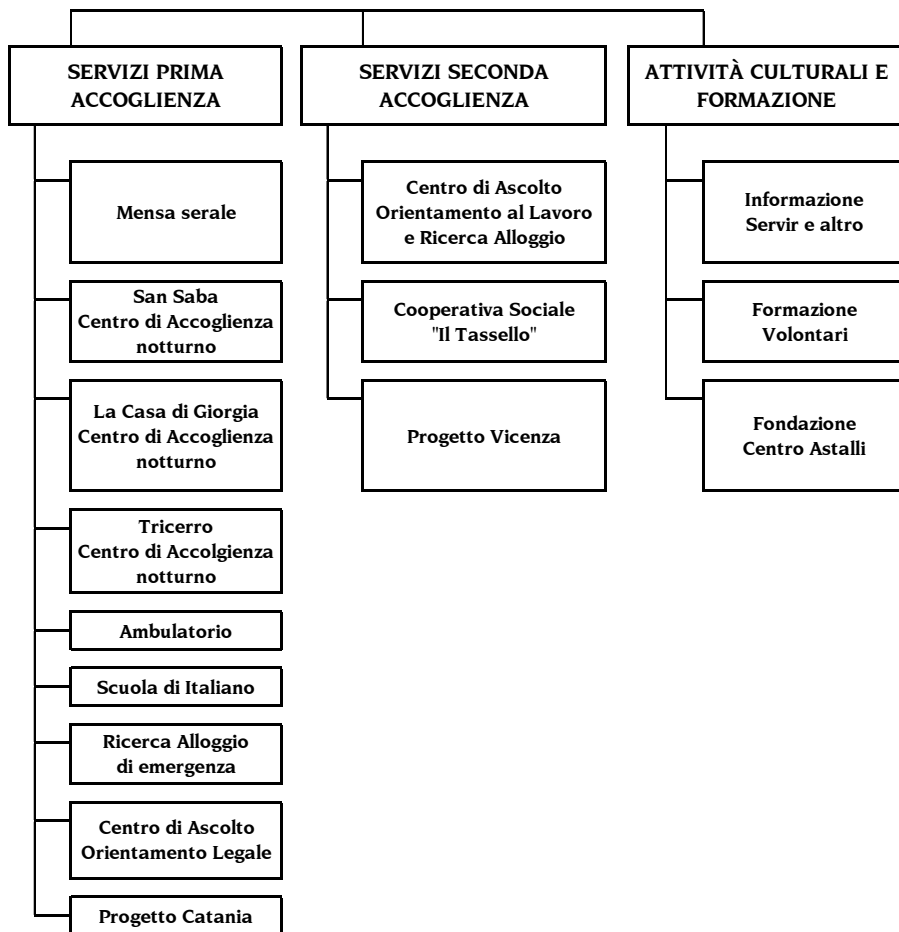 SERVIZI PRIMA
ACCOGLIENZA
Mensa serale
San Saba
Centro di Accoglienza
notturno
La Casa di Giorgia
Centro di Accoglienza
notturno
Tricerro
Centro di Accolgienza
notturno
Ambulatorio
Scuola di Italiano
Ricerca Alloggio
di emergenza
Centro di Ascolto
Orientamento Legale
Progetto Catania
SERVIZI SECONDA
ACCOGLIENZA
Centro di Ascolto
Orientamento al Lavoro
e Ricerca Alloggio
Cooperativa Sociale
"Il Tassello"
Progetto Vicenza
ATTIVITÀ CULTURALI E
FORMAZIONE
Informazione
Servir e altro
Formazione
Volontari
Fondazione
Centro Astalli